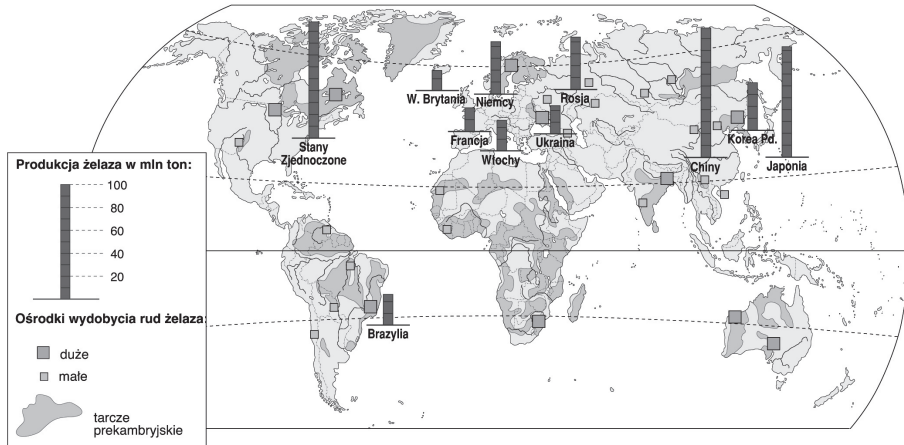 W. Brytania
Niemcy
Rosja
Francja
Włochy
Ukraina
Stany
Zjednoczone
Chiny
Korea Pd.
Japonia
Brazylia
Produkcja żelaza w mln ton:
100
80
60
40
20
Ośrodki wydobycia rud żelaza:
duże
małe
tarcze
prekambryjskie